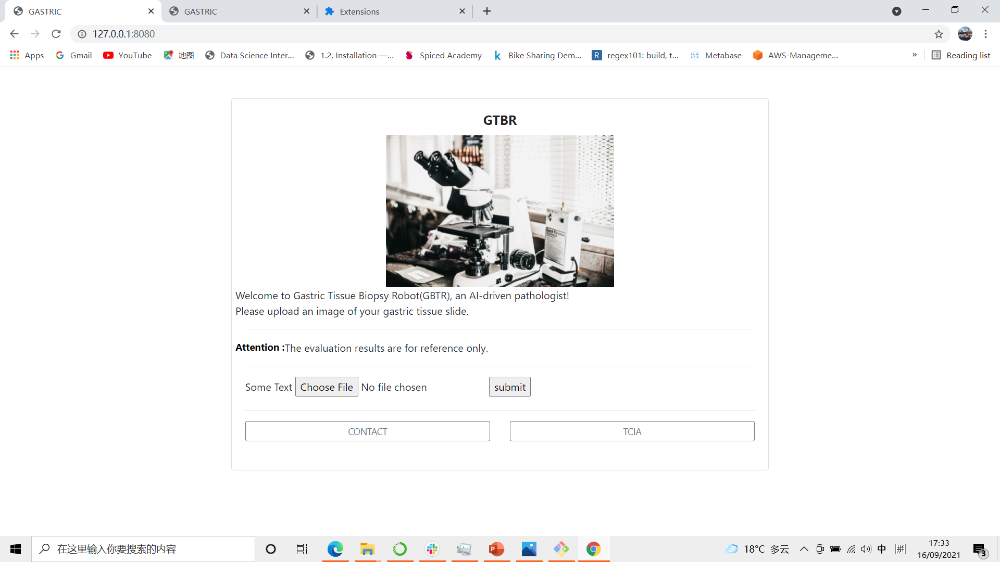 GASTRIC
GASTRIC
Extensions
127.0.0.1:8080
Apps
Gmail
YouTube
地图
Data Science Inter...
1.2. Installation —...
Spiced Academy
Bike Sharing Dem...
regex101: build, t...
Metabase
AWS-Manageme...
»
Reading list
GTBR
Quick Fix
Welcome to Gastric Tissue Biopsy Robot(GBTR), an AI-driven pathologist!
Please upload an image of your gastric tissue slide.
Attention :The evaluation results are for reference only.
Some Text Choose File No file chosen submit
CONTACT
TCIA
在这里输入你要搜索的内容
18°C 多云
中
拼
17:33
16/09/2021
3